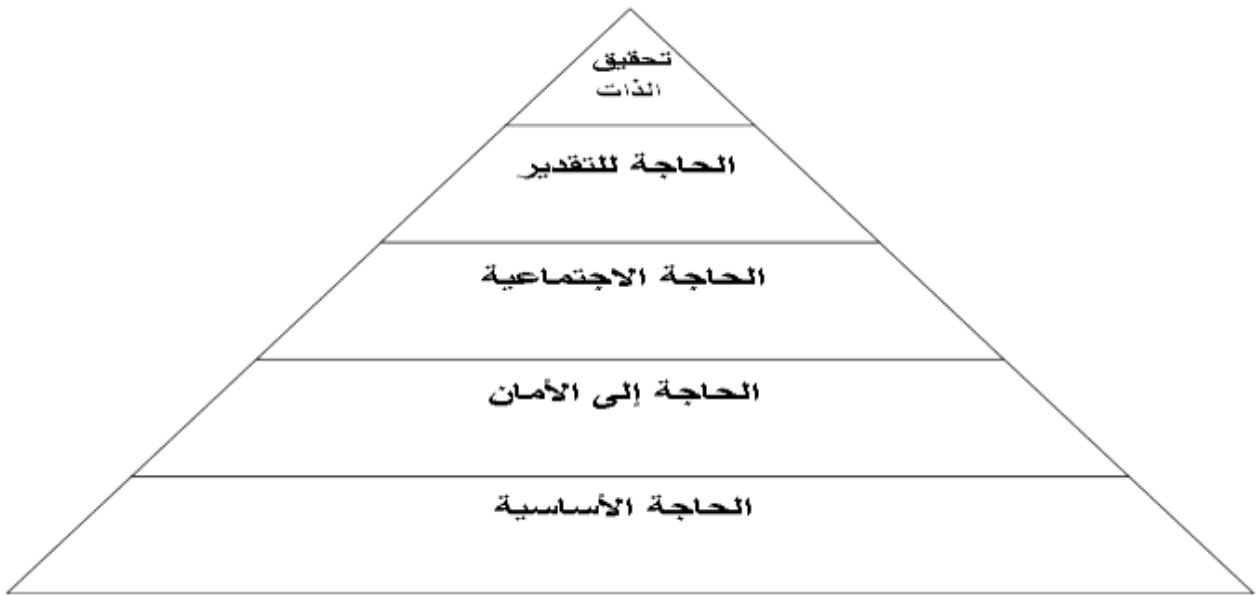 تحقيق
الذات
الحاجة للتقدير
الحاجة الاجتماعية
الحاجة إلى الأمان
الحاجة الأساسية